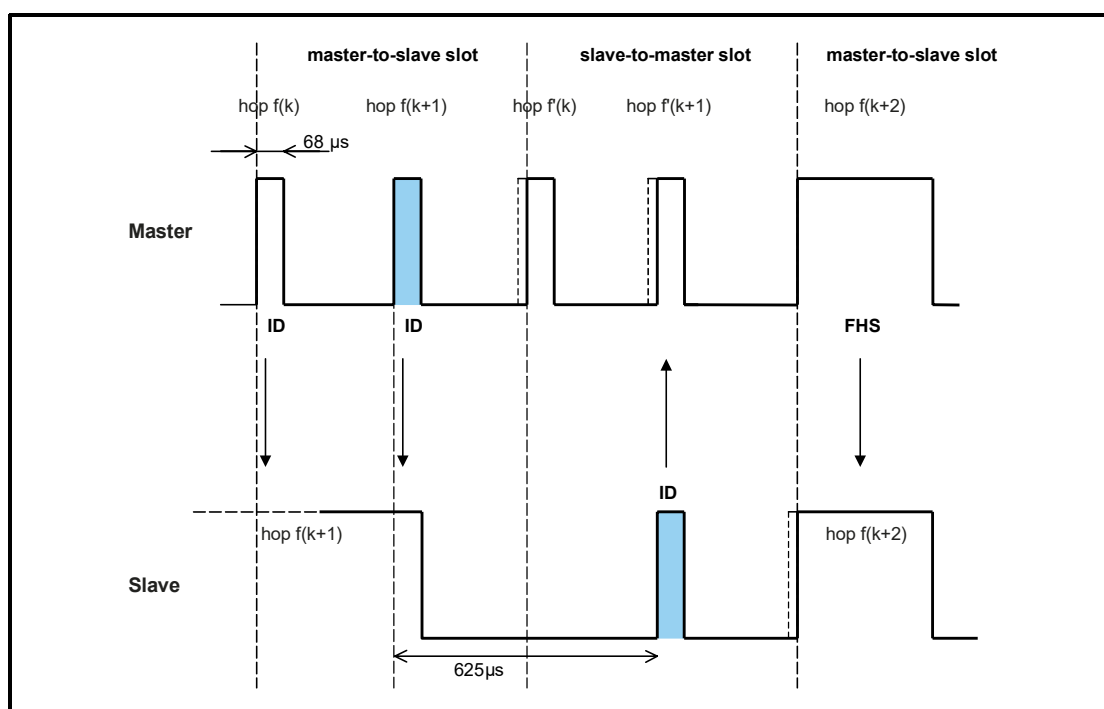 master-to-slave slot slave-to-master slot master-to-slave slot
hop f(k) hop f(k+1) hop f'(k) hop f'(k+1) hop f(k+2)
68 µs
Master
ID ID FHS
ID
hop f(k+1) hop f(k+2)
Slave
625µs